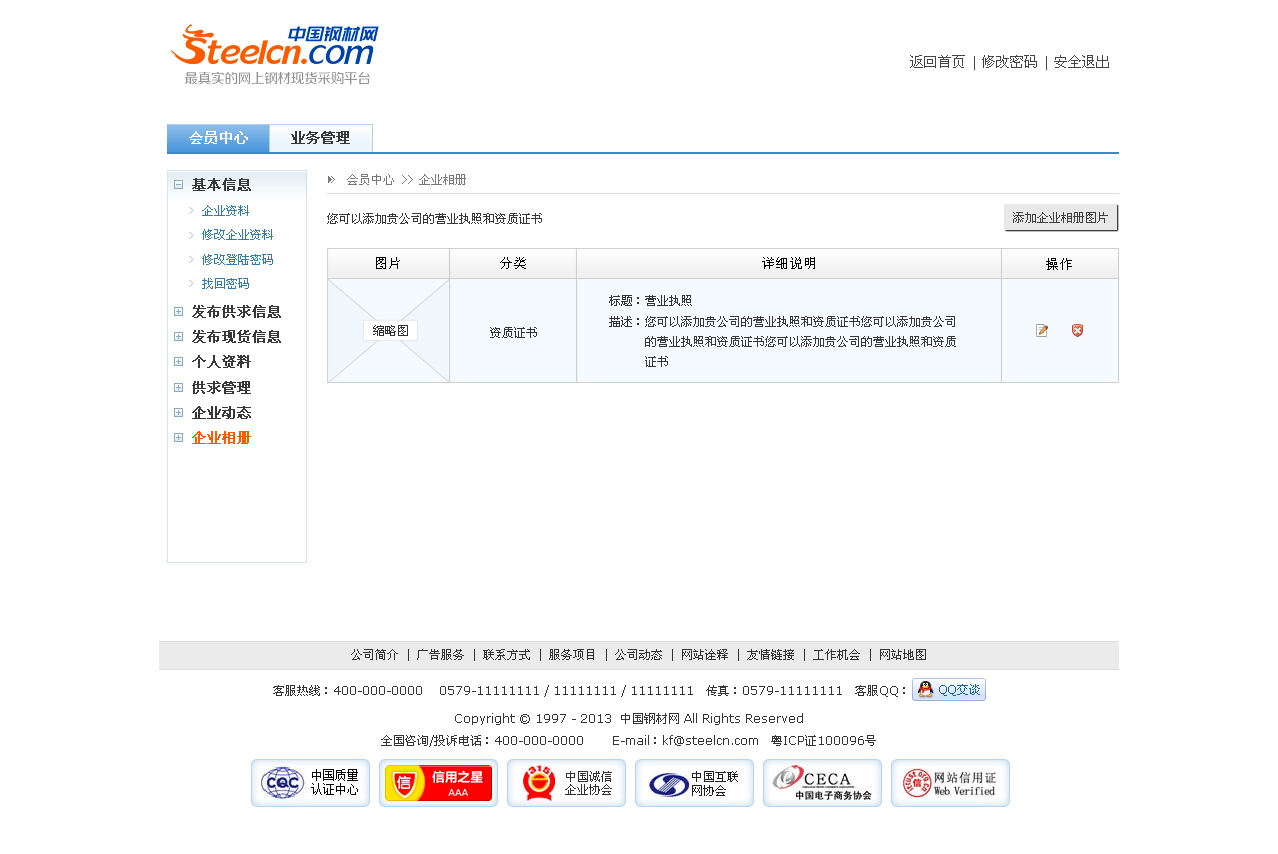 中国钢材网
Steelcn.com
最真实的网上钢材现货采购平台
返回首页 | 修改密码 | 安全退出
会员中心 业务管理
基本信息
企业资料
修改企业资料
修改登陆密码
找回密码
发布供求信息
发布现货信息
个人资料
供求管理
企业动态
企业相册
会员中心 >> 企业相册
您可以添加贵公司的营业执照和资质证书 添加企业相册图片
图片 分类 详细说明 操作
缩略图 资质证书
标题：营业执照
描述：您可以添加贵公司的营业执照和资质证书您可以添加贵公司
的营业执照和资质证书您可以添加贵公司的营业执照和资质
证书
公司简介 | 广告服务 | 联系方式 | 服务项目 | 公司动态 | 网站诠释 | 友情链接 | 工作机会 | 网站地图
客服热线：400-000-0000 0579-11111111 / 11111111 / 11111111 传真：0579-11111111 客服QQ： QQ交谈
Copyright © 1997 - 2013 中国钢材网 All Rights Reserved
全国咨询/投诉电话：400-000-0000 E-mail：kf@steelcn.com 粤ICP证100096号
CQC 中国质量
认证中心
信 信用之星
AAA
315 中国诚信
企业协会
中国互联
网协会
CECA
中国电子商务协会
信 网站信用证
Web Verified